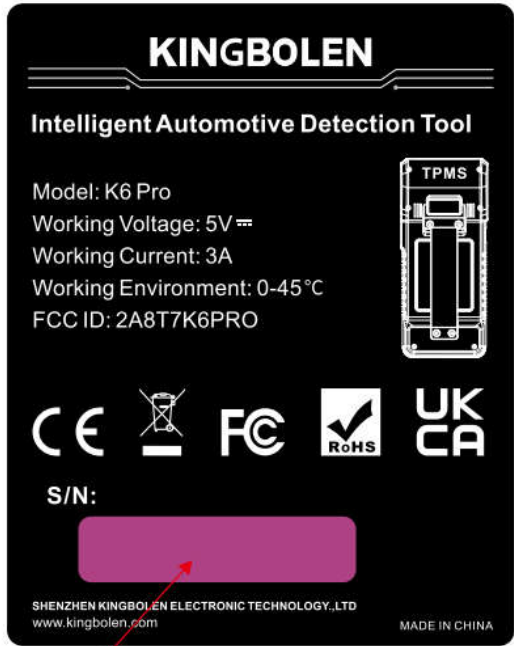 KINGBOLEN
Intelligent Automotive Detection Tool
TPMS
Model: K6 Pro
Working Voltage: 5V⎓
Working Current: 3A
Working Environment: 0-45℃
FCC ID: 2A8T7K6PRO
CE
FC
RoHS
UK
CA
S/N:
SHENZHEN KINGBOLEN ELECTRONIC TECHNOLOGY.,LTD
www.kingbolen.com
MADE IN CHINA